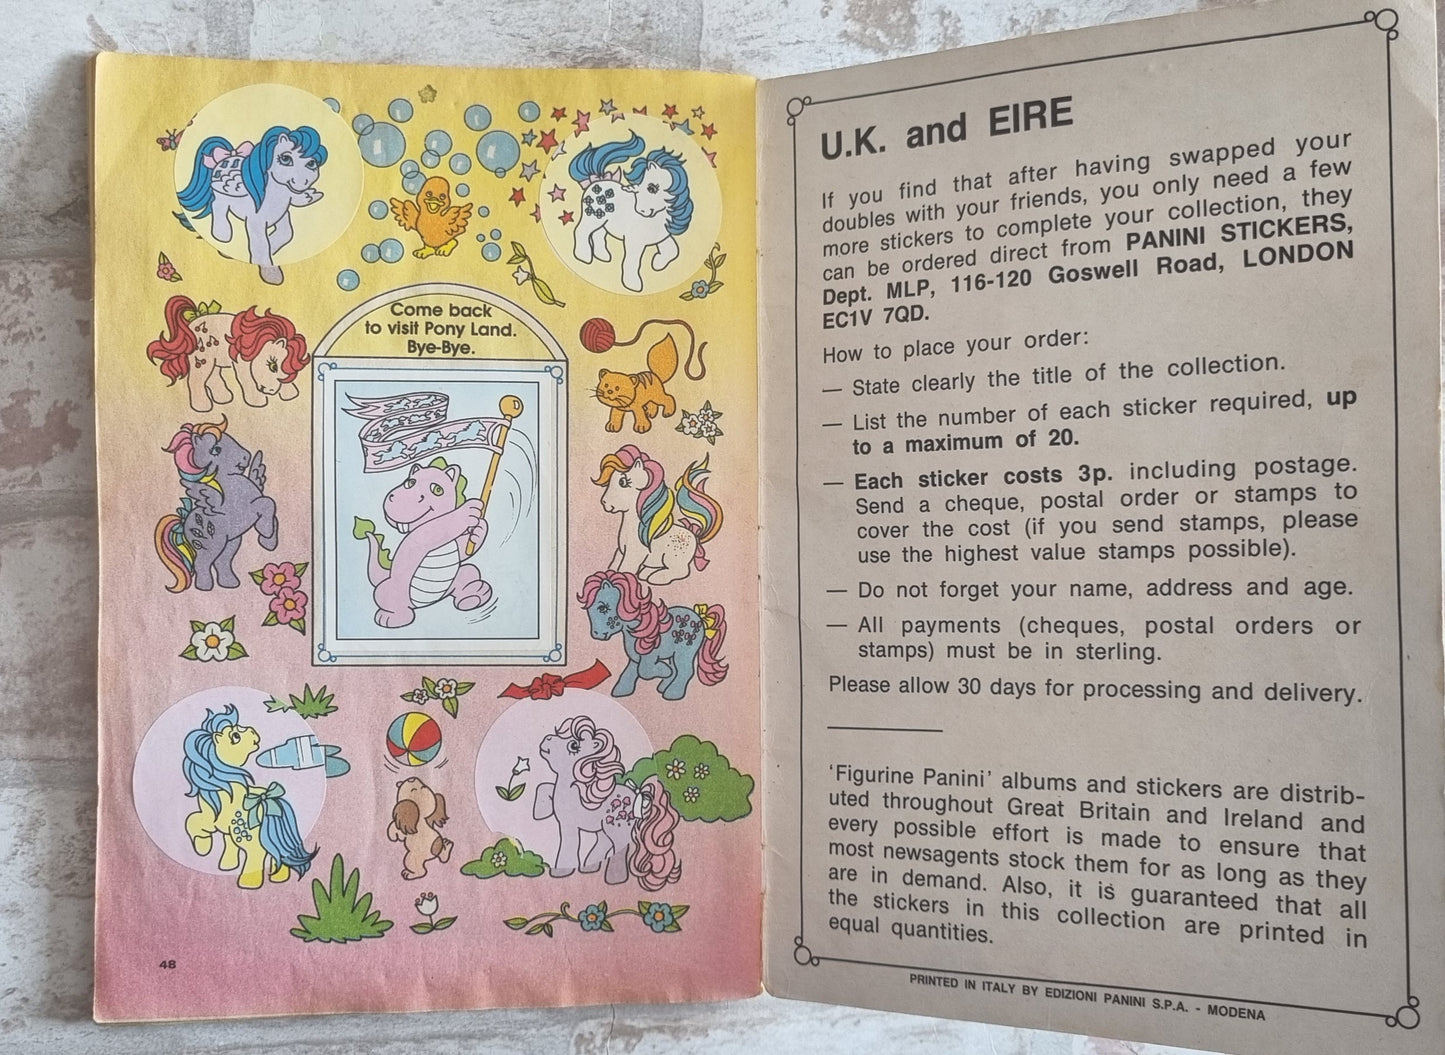 Come back
to visit Pony Land.
Bye-Bye.
48
U.K. and EIRE
If you find that after having swapped your
doubles with your friends, you only need a few
more stickers to complete your collection, they
can be ordered direct from PANINI STICKERS,
Dept. MLP, 116-120 Goswell Road, LONDON
EC1V 7QD.
How to place your order:
— State clearly the title of the collection.
— List the number of each sticker required, up
to a maximum of 20.
— Each sticker costs 3p. including postage.
Send a cheque, postal order or stamps to
cover the cost (if you send stamps, please
use the highest value stamps possible).
— Do not forget your name, address and age.
— All payments (cheques, postal orders or
stamps) must be in sterling.
Please allow 30 days for processing and delivery.
‘Figurine Panini’ albums and stickers are distrib-
uted throughout Great Britain and Ireland and
every possible effort is made to ensure that
most newsagents stock them for as long as they
are in demand. Also, it is guaranteed that all
the stickers in this collection are printed in
equal quantities.
PRINTED IN ITALY BY EDIZIONI PANINI S.P.A. - MODENA